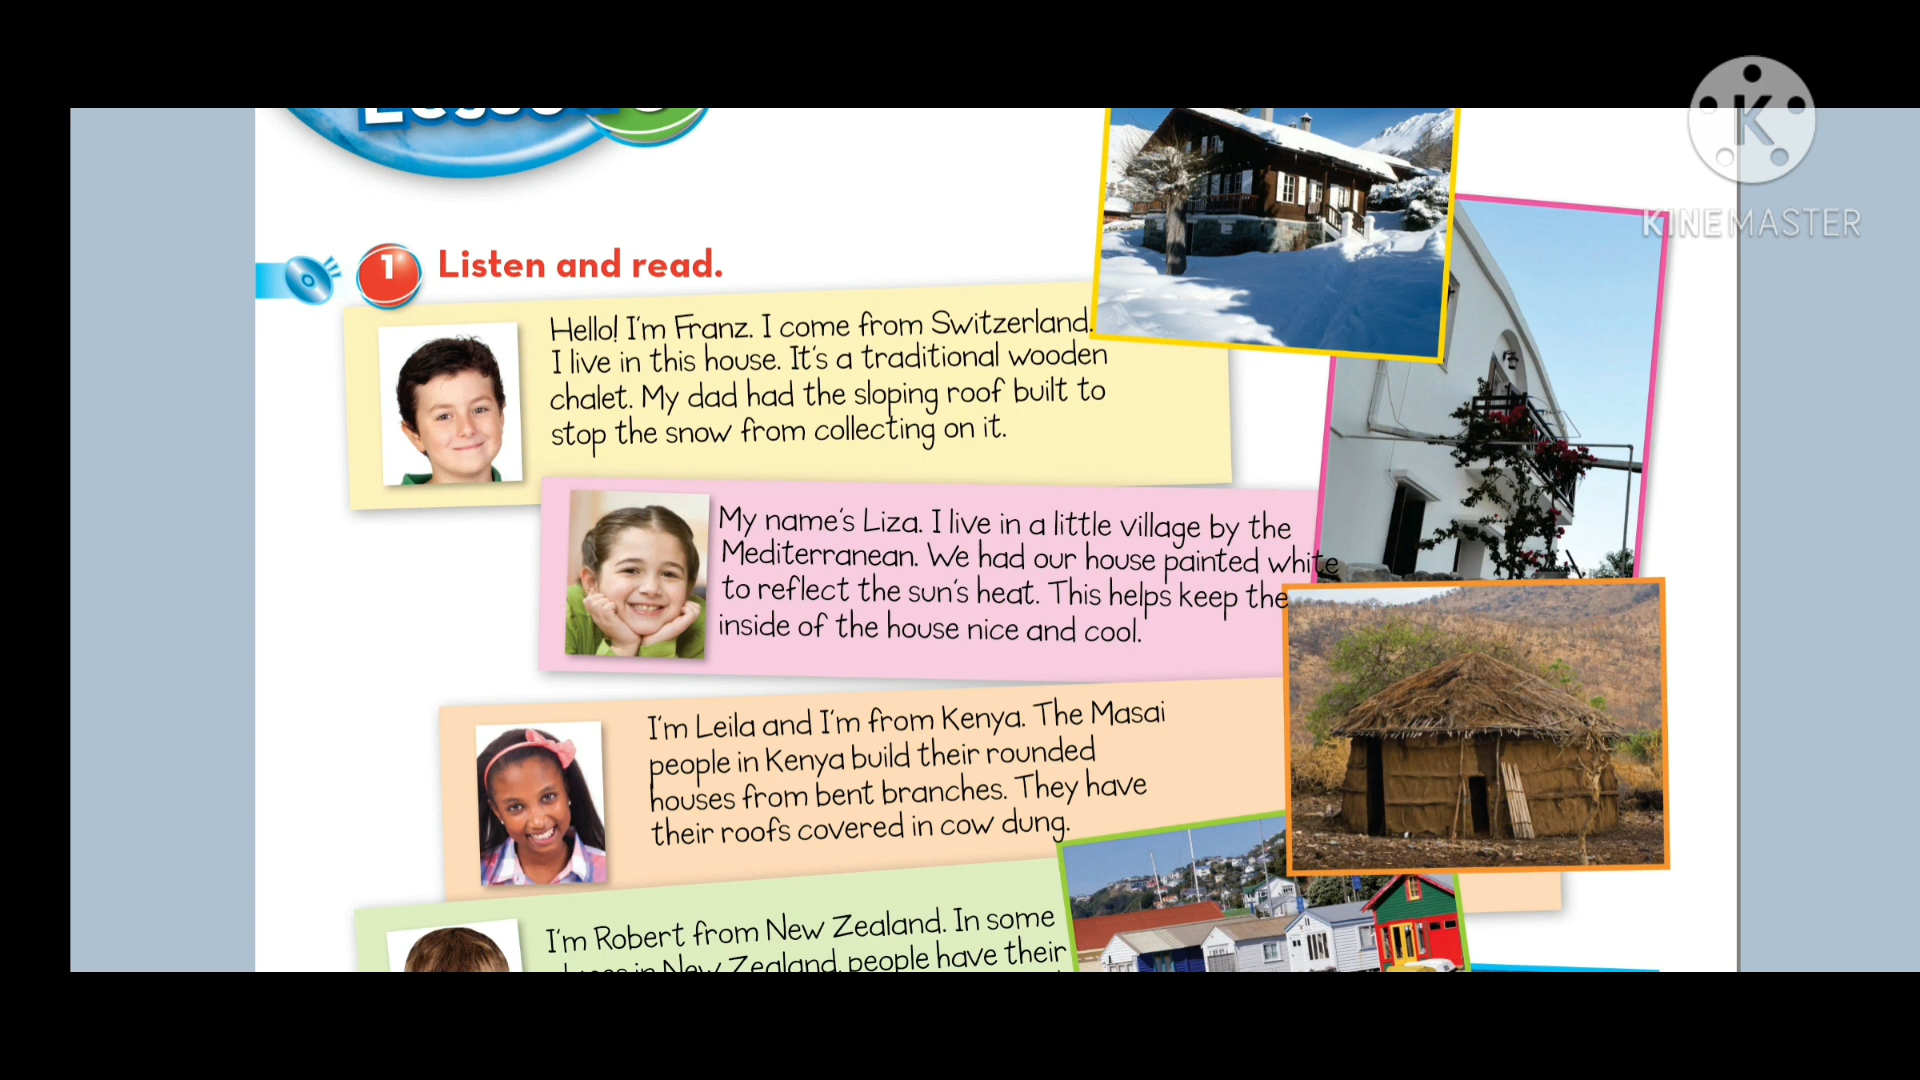 K
KINEMASTER
1 Listen and read.
Hello! I'm Franz. I come from Switzerland.
I live in this house. It's a traditional wooden
chalet. My dad had the sloping roof built to
stop the snow from collecting on it.
My name's Liza. I live in a little village by the
Mediterranean. We had our house painted white
to reflect the sun's heat. This helps keep the
inside of the house nice and cool.
I'm Leila and I'm from Kenya. The Masai
people in Kenya build their rounded
houses from bent branches. They have
their roofs covered in cow dung.
I'm Robert from New Zealand. In some
in New Zealand, people have their